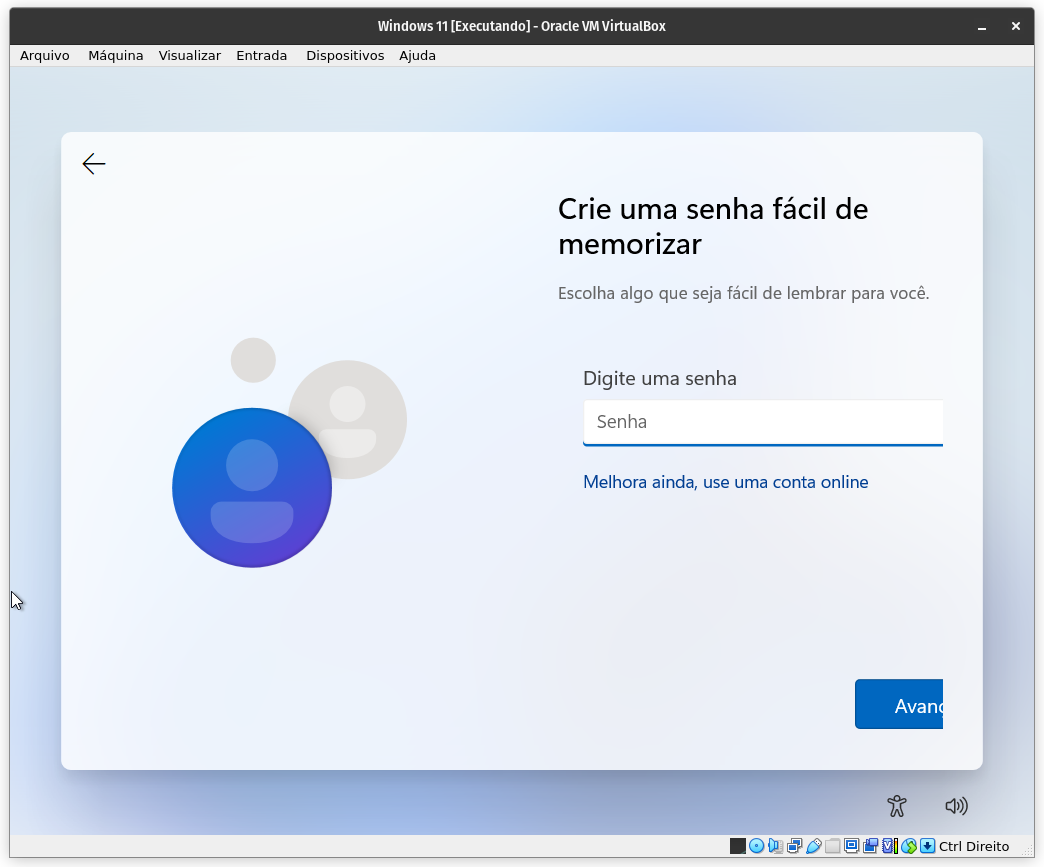 Windows 11 [Executando] - Oracle VM VirtualBox
Arquivo Máquina Visualizar Entrada Dispositivos Ajuda
Crie uma senha fácil de
memorizar
Escolha algo que seja fácil de lembrar para você.
Digite uma senha
Senha
Melhora ainda, use uma conta online
Avanç
Ctrl Direito